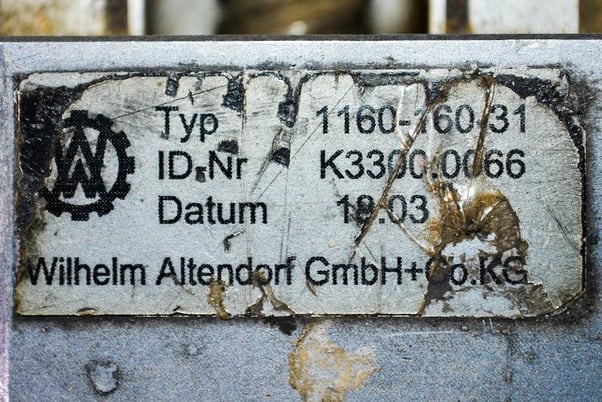 Typ 1160-160.31
ID.Nr K3300.0066
Datum 18.03
Wilhelm Altendorf GmbH+Co.KG